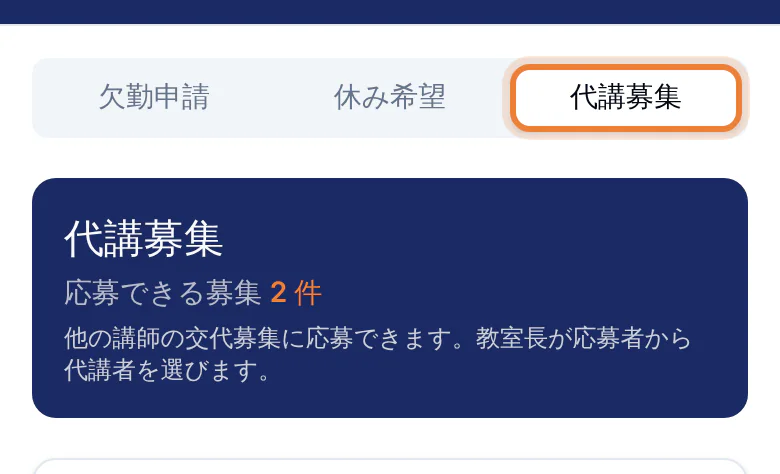 欠勤申請
休み希望
代講募集
代講募集
応募できる募集 2 件
他の講師の交代募集に応募できます。教室長が応募者から
代講者を選びます。